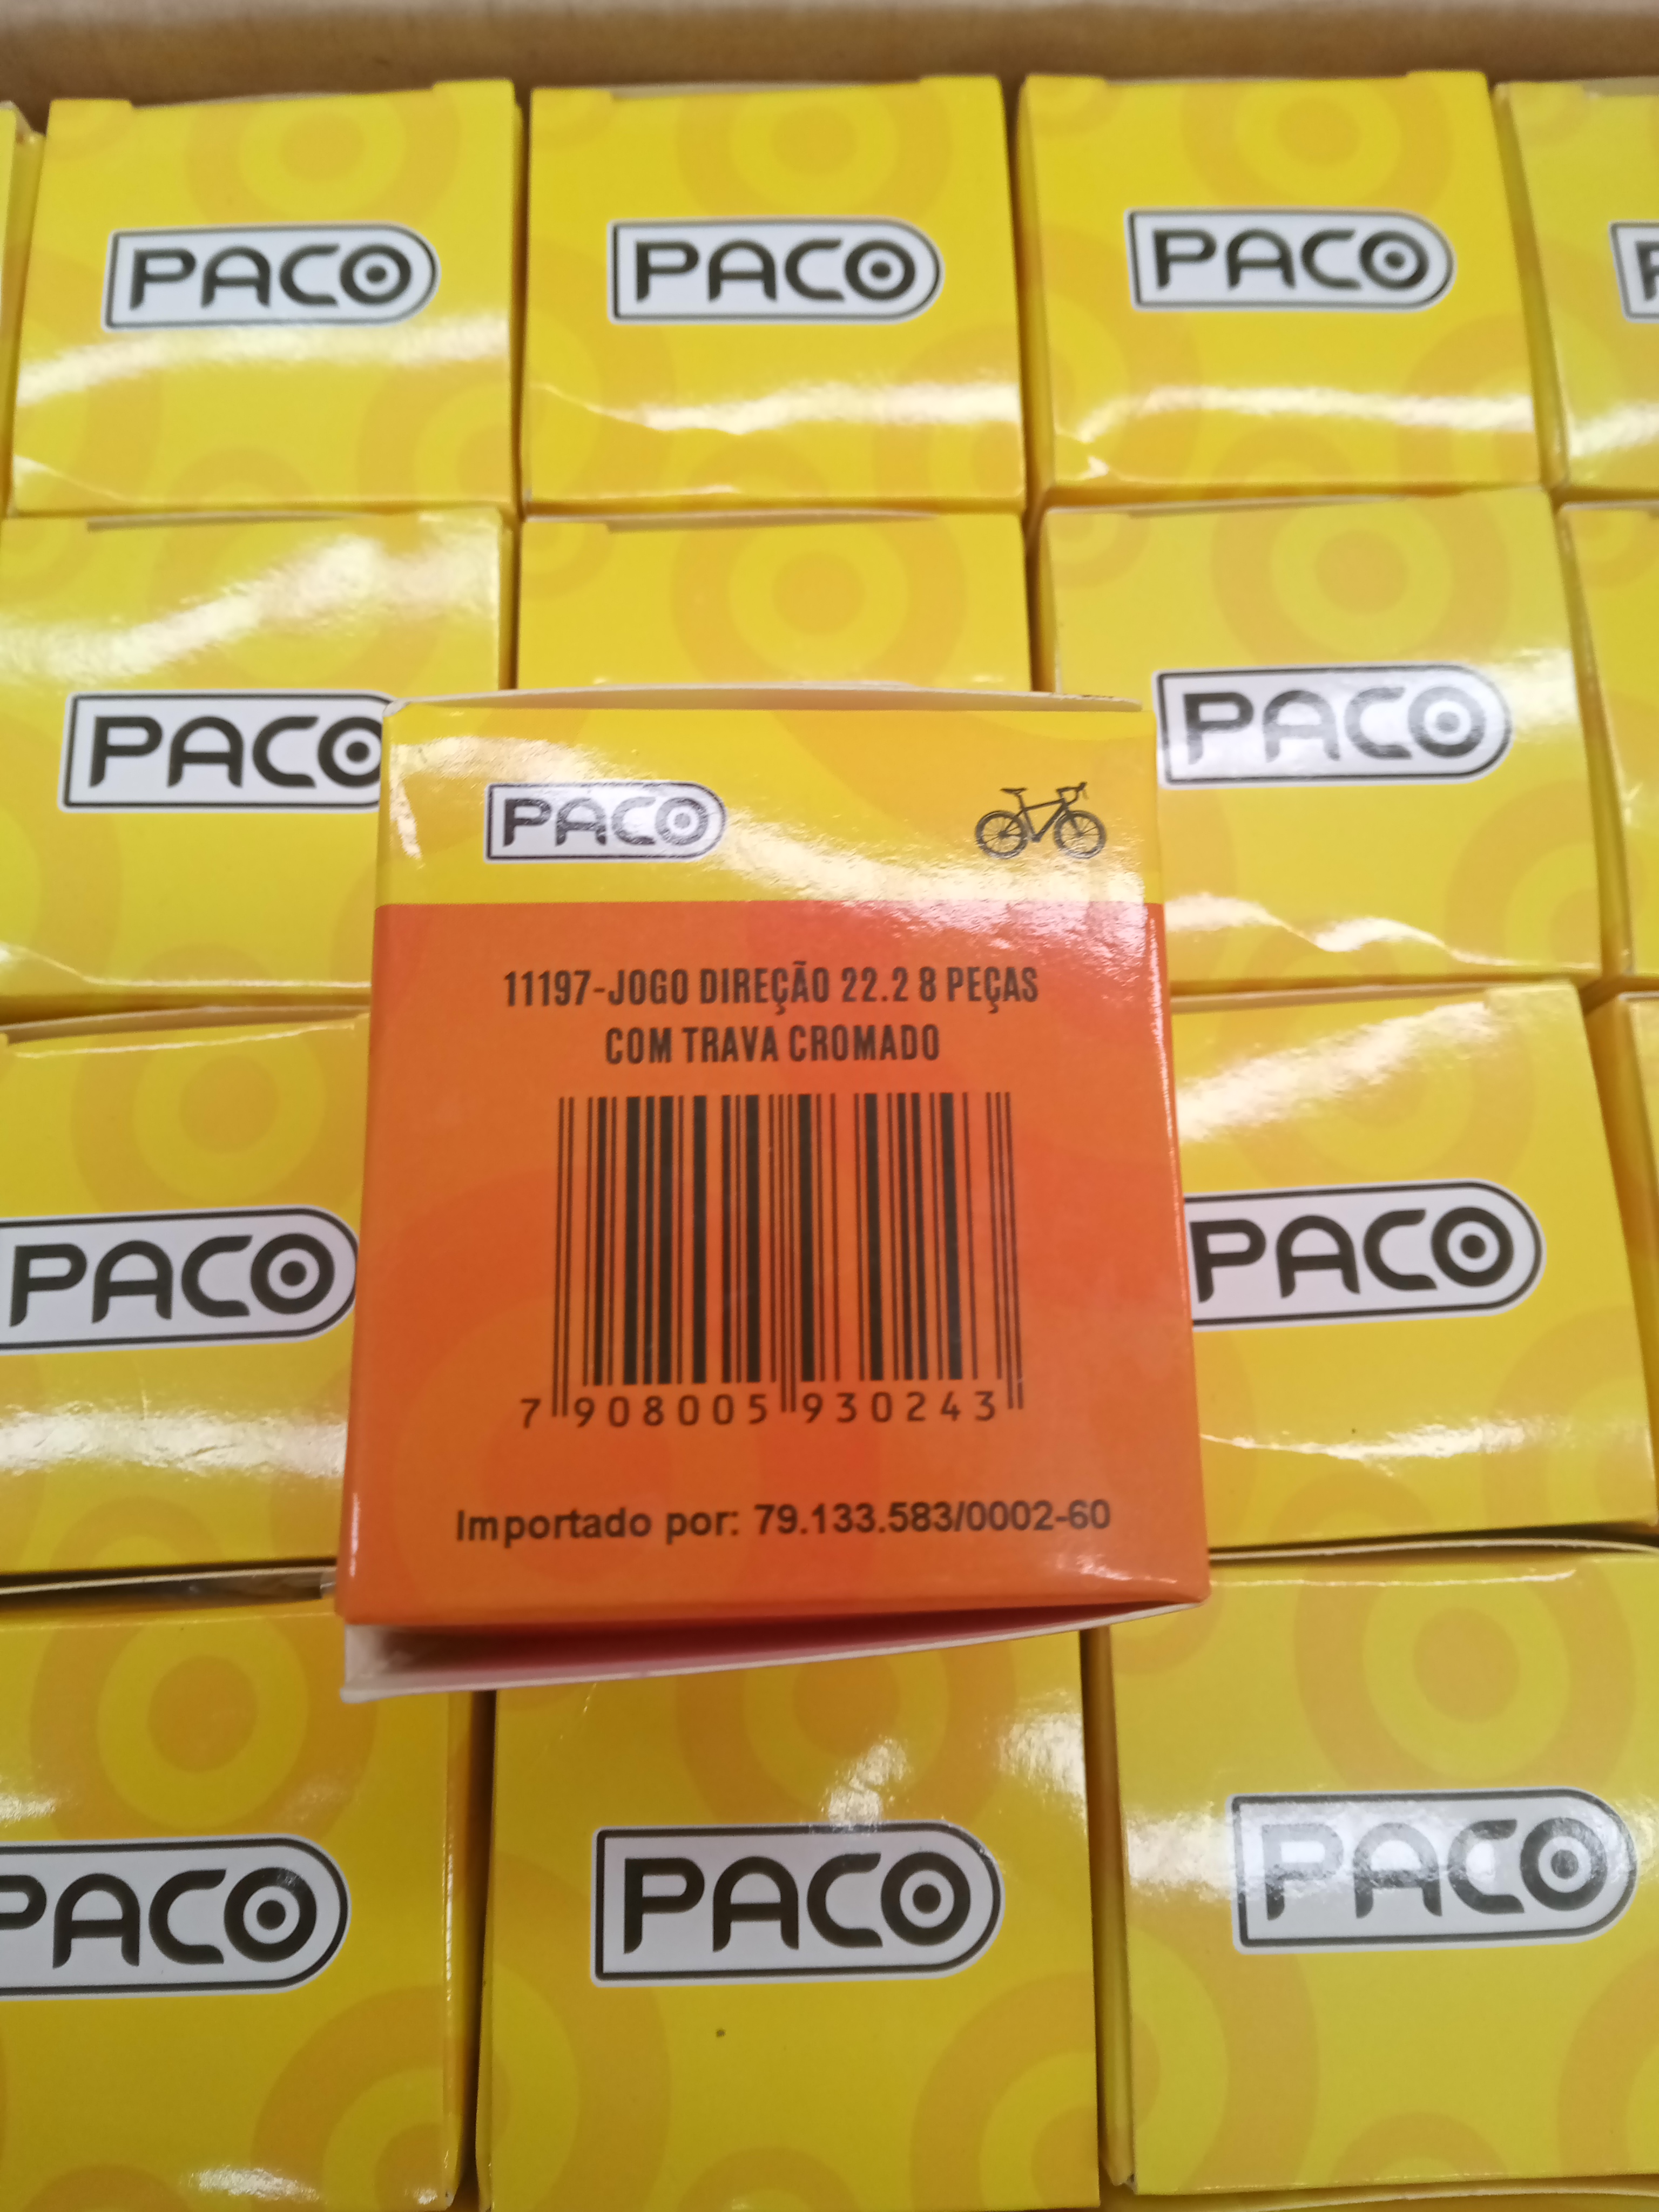 PACO
PACO
PACO
PACO
PACO
PACO
11197-JOGO DIREÇÃO 22.2 8 PEÇAS
COM TRAVA CROMADO
7 908005 930243
Importado por: 79.133.583/0002-60
PACO
PACO
PACO
PACO
PACO